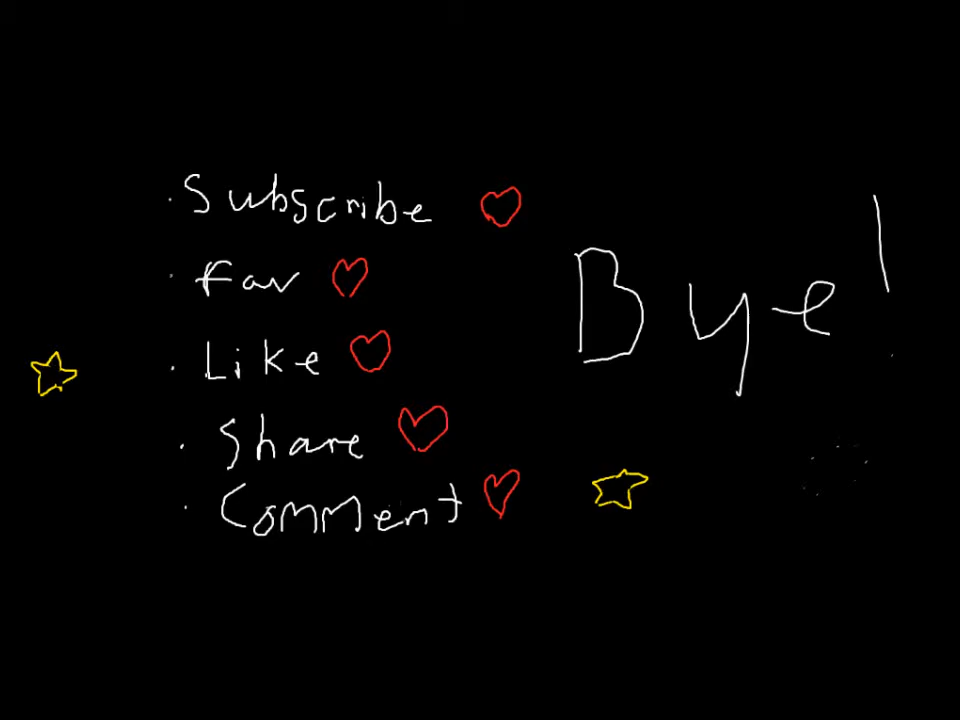 · Subscribe
· Fav
· Like
· Share
· Comment
Bye!